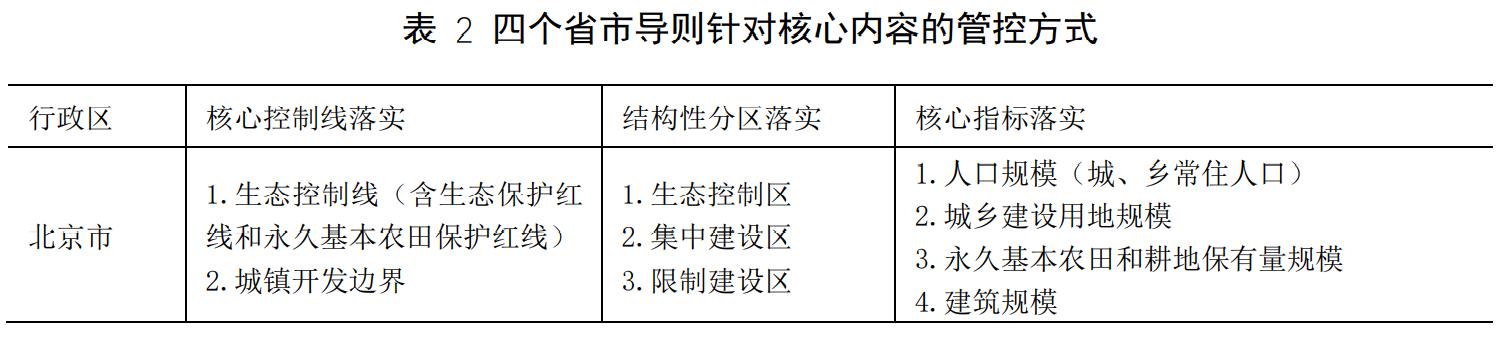 表 2 四个省市导则针对核心内容的管控方式
行政区
核心控制线落实
结构性分区落实
核心指标落实
北京市
1.生态控制线（含生态保护红
线和永久基本农田保护红线）
2.城镇开发边界
1.生态控制区
2.集中建设区
3.限制建设区
1.人口规模（城、乡常住人口）
2.城乡建设用地规模
3.永久基本农田和耕地保有量规模
4.建筑规模